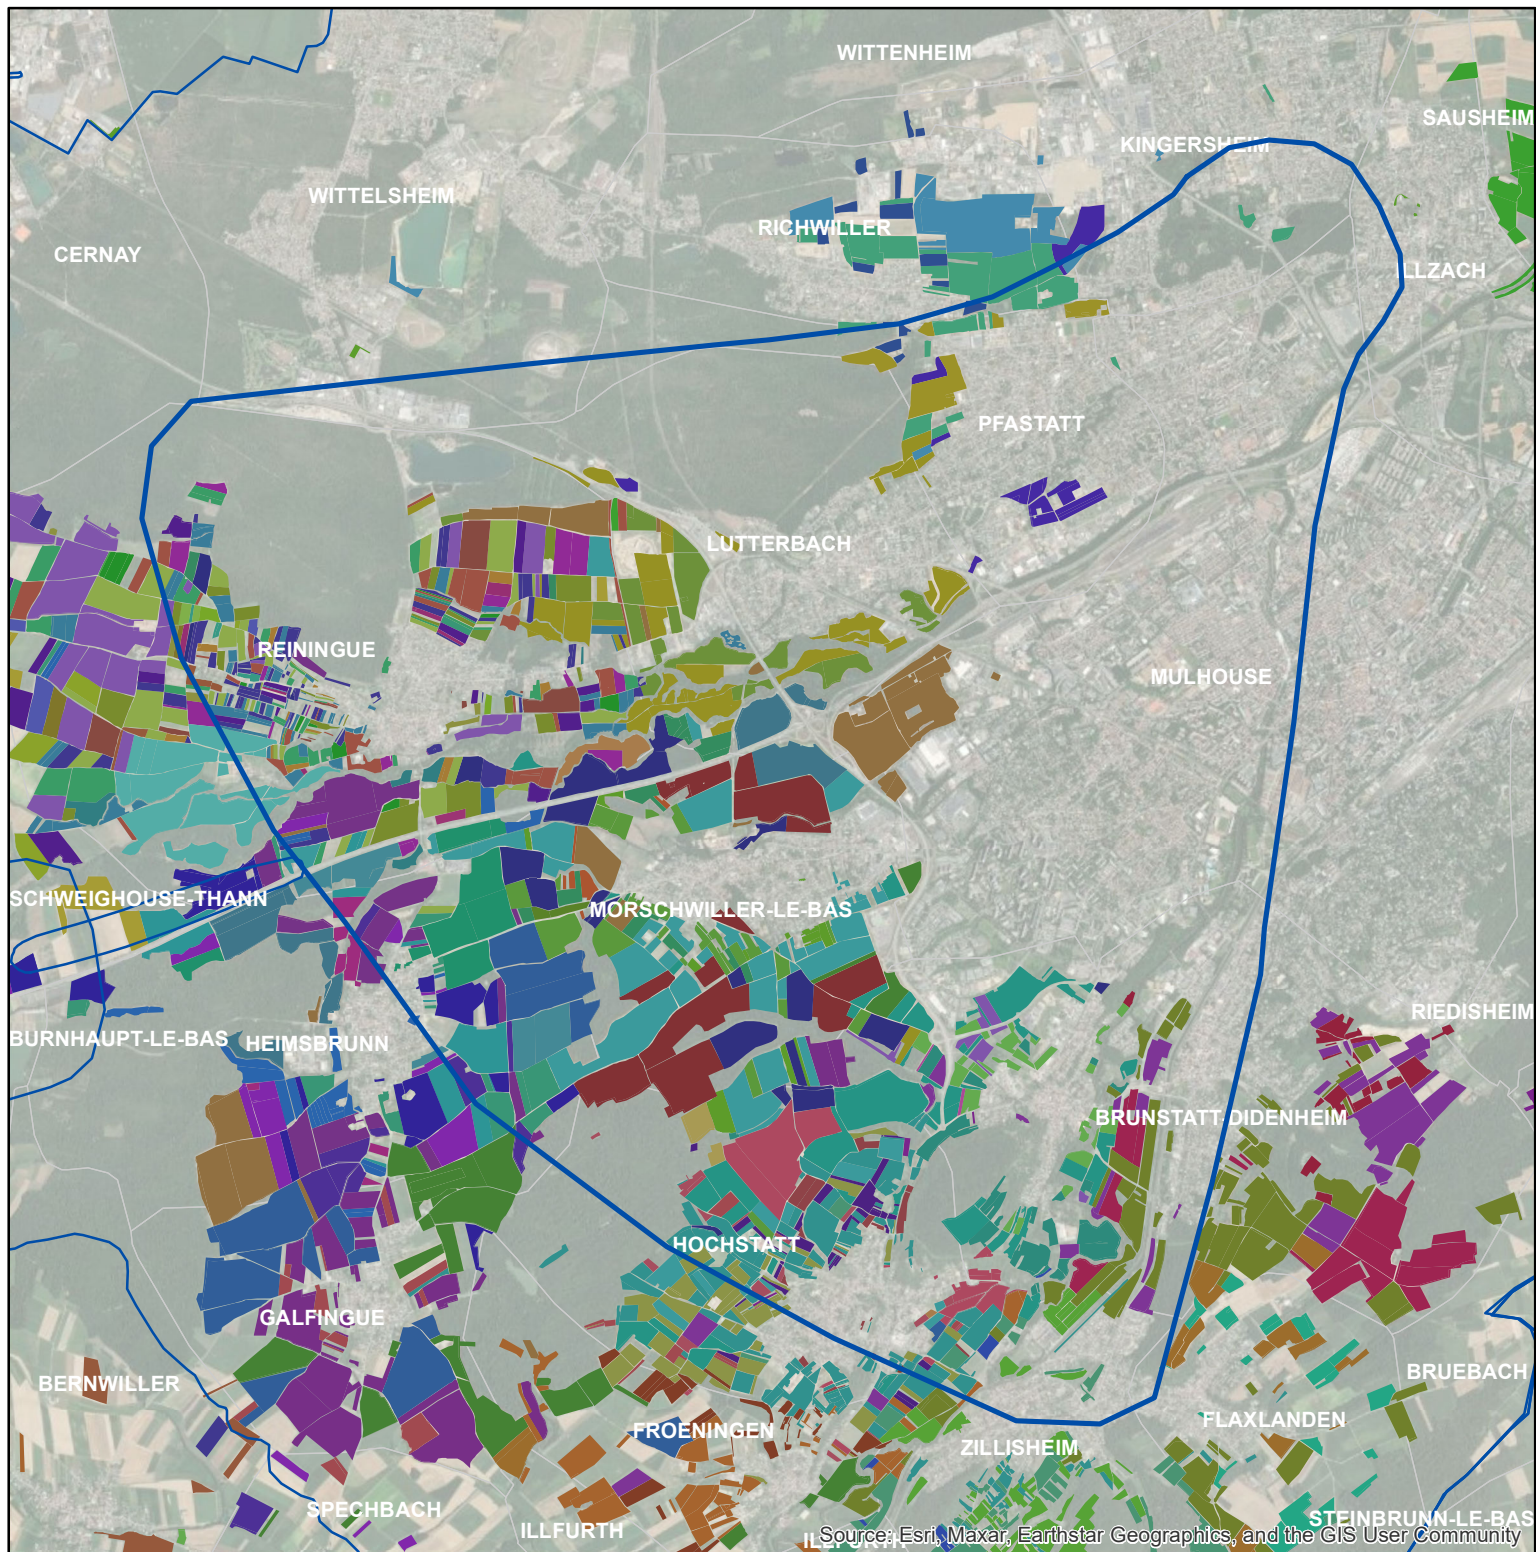 WITTENHEIM
SAUSHEIM
KINGERSHEIM
WITTELSHEIM
RICHWILLER
CERNAY
ILLZACH
PFASTATT
LUTTERBACH
REININGUE
MULHOUSE
SCHWEIGHOUSE-THANN
MORSCHWILLER-LE-BAS
RIEDISHEIM
BURNHAUPT-LE-BAS
HEIMSBRUNN
BRUNSTATT-DIDENHEIM
HOCHSTATT
GALFINGUE
BRUEBACH
BERNWILLER
FLAXLANDEN
FROENINGEN
ZILLISHEIM
SPECHBACH
STEINBRUNN-LE-BAS
ILLFURTH
ILLFURTH
Source: Esri, Maxar, Earthstar Geographics, and the GIS User Community